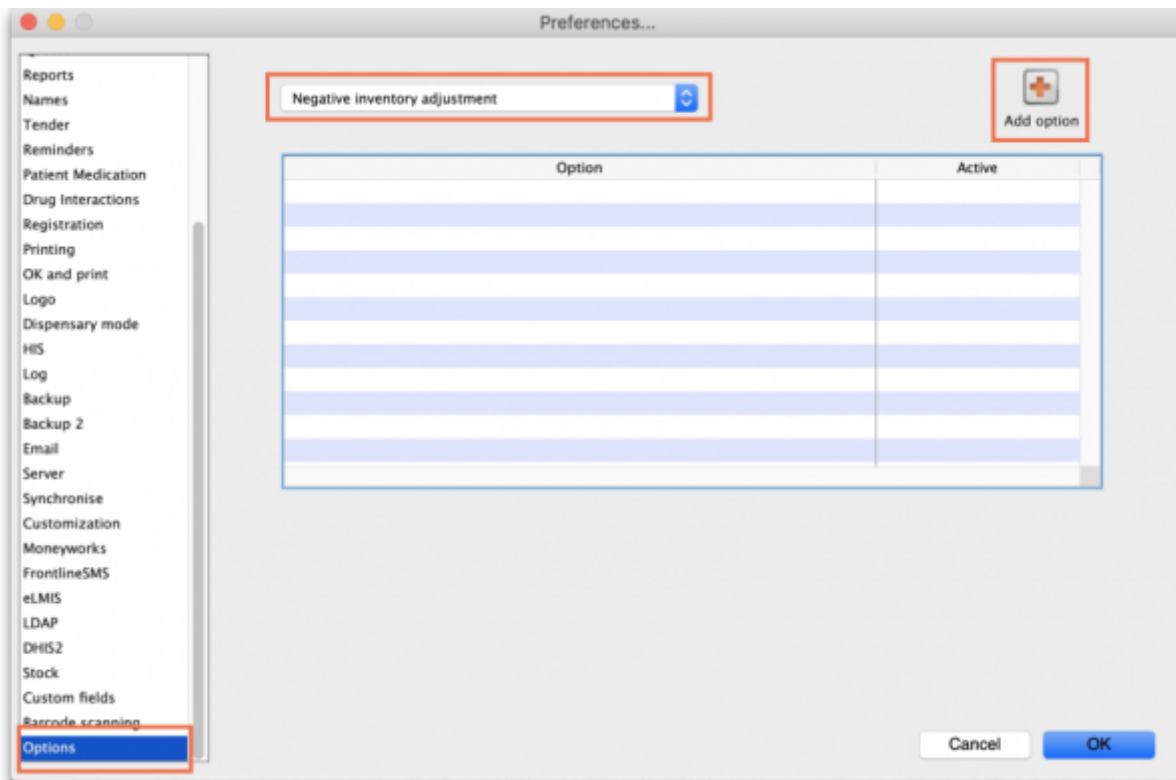 Preferences...
Reports
Names
Tender
Reminders
Patient Medication
Drug Interactions
Registration
Printing
OK and print
Logo
Dispensary mode
HIS
Log
Backup
Backup 2
Email
Server
Synchronise
Customization
Moneyworks
FrontlineSMS
eLMIS
LDAP
DHIS2
Stock
Custom fields
Barcode scanning
Options
Negative inventory adjustment
Add option
Option Active
Cancel OK